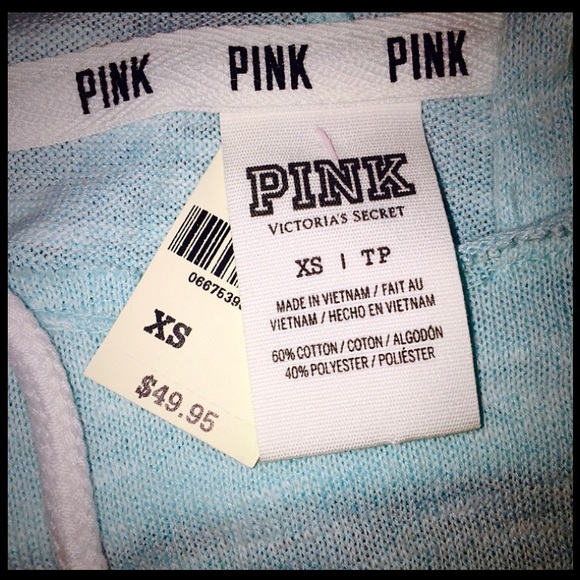 PINK PINK PINK
PINK
VICTORIA'S SECRET
XS | TP
MADE IN VIETNAM / FAIT AU
VIETNAM / HECHO EN VIETNAM
60% COTTON / COTON / ALGODÓN
40% POLYESTER / POLIÉSTER
XS
$49.95